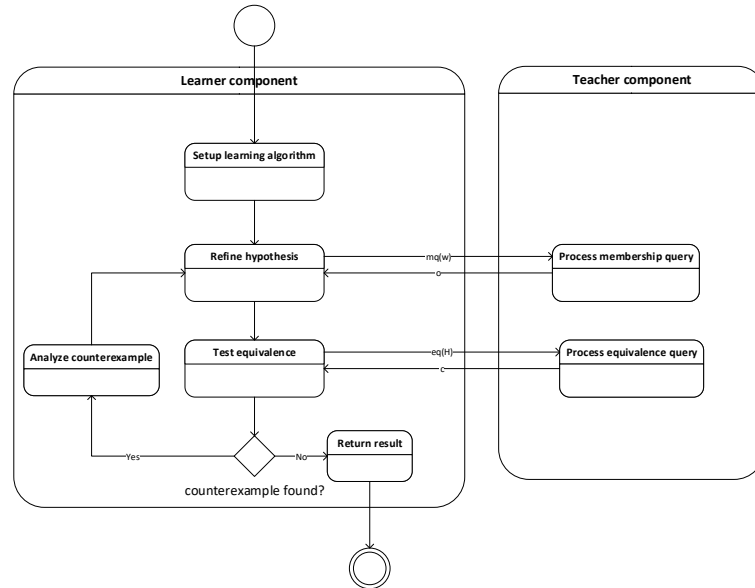 Learner component
Teacher component
Setup learning algorithm
Refine hypothesis
mq(w)
Process membership query
o
Analyze counterexample
Test equivalence
eq(H)
Process equivalence query
c
Yes
No
Return result
counterexample found?